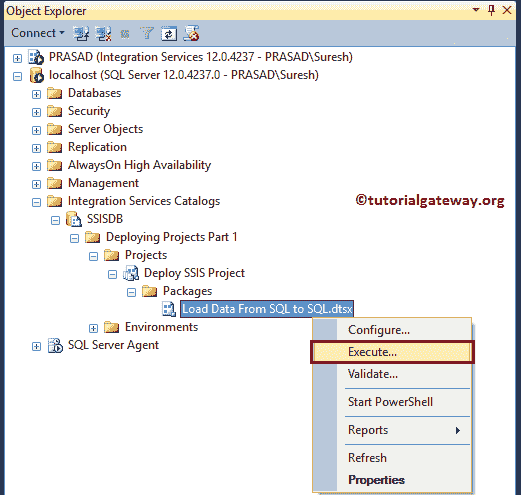 Object Explorer
Connect
PRASAD (Integration Services 12.0.4237 - PRASAD\Suresh)
localhost (SQL Server 12.0.4237.0 - PRASAD\Suresh)
Databases
Security
Server Objects
Replication
AlwaysOn High Availability
Management
Integration Services Catalogs
©tutorialgateway.org
SSISDB
Deploying Projects Part 1
Projects
Deploy SSIS Project
Packages
Load Data From SQL to SQL.dtsx
Environments
SQL Server Agent
Configure...
Execute...
Validate...
Start PowerShell
Reports
Refresh
Properties